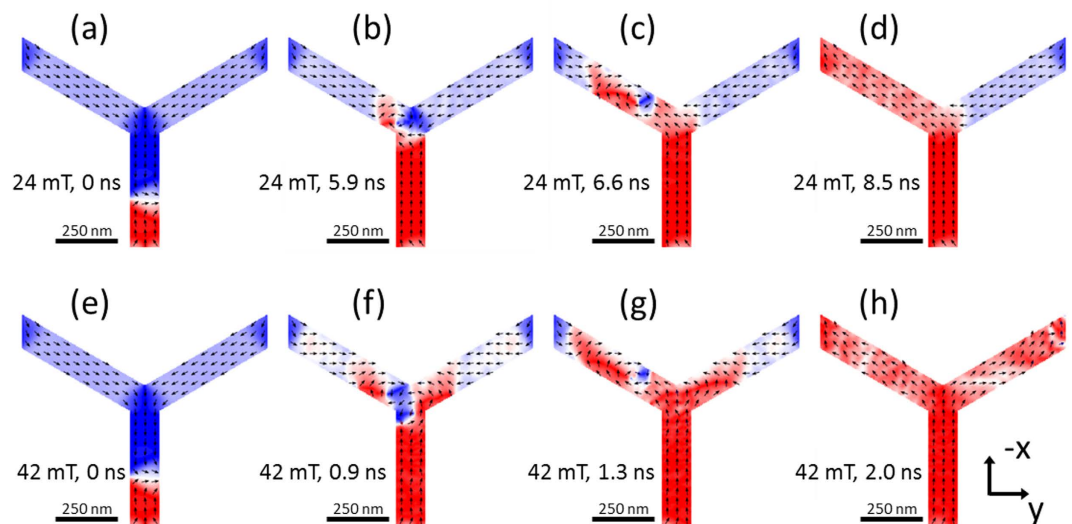 (a) (b) (c) (d)
24 mT, 0 ns 24 mT, 5.9 ns 24 mT, 6.6 ns 24 mT, 8.5 ns
250 nm 250 nm 250 nm 250 nm
(e) (f) (g) (h)
42 mT, 0 ns 42 mT, 0.9 ns 42 mT, 1.3 ns 42 mT, 2.0 ns
-x
y
250 nm 250 nm 250 nm 250 nm